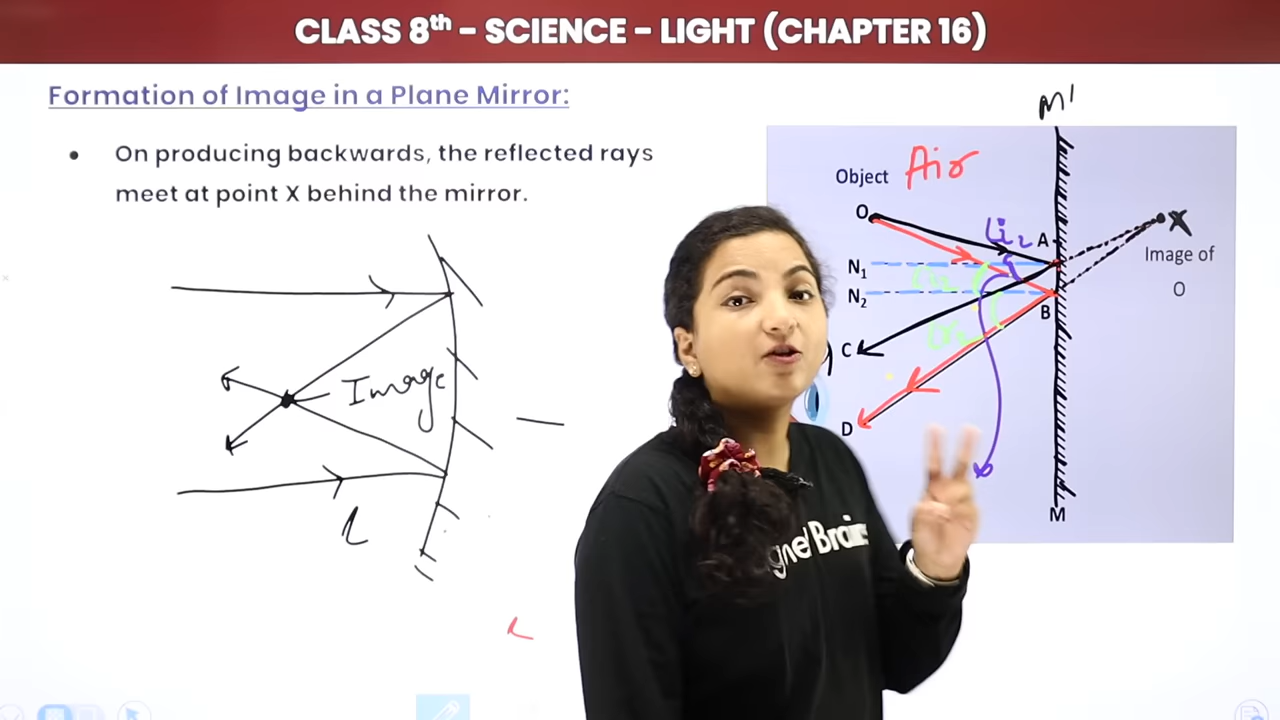 CLASS 8th - SCIENCE - LIGHT (CHAPTER 16)
Formation of Image in a Plane Mirror:
• On producing backwards, the reflected rays
meet at point X behind the mirror.
Image
M'
Object Air
O
A
X
Image of
O
N1
N2
B
C
D
M
Brains